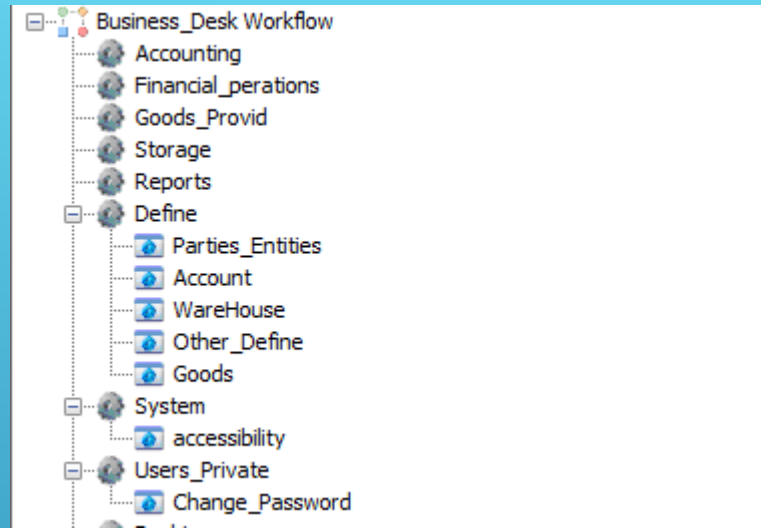 Business_Desk Workflow
Accounting
Financial_perations
Goods_Provid
Storage
Reports
Define
Parties_Entities
Account
WareHouse
Other_Define
Goods
System
accessibility
Users_Private
Change_Password